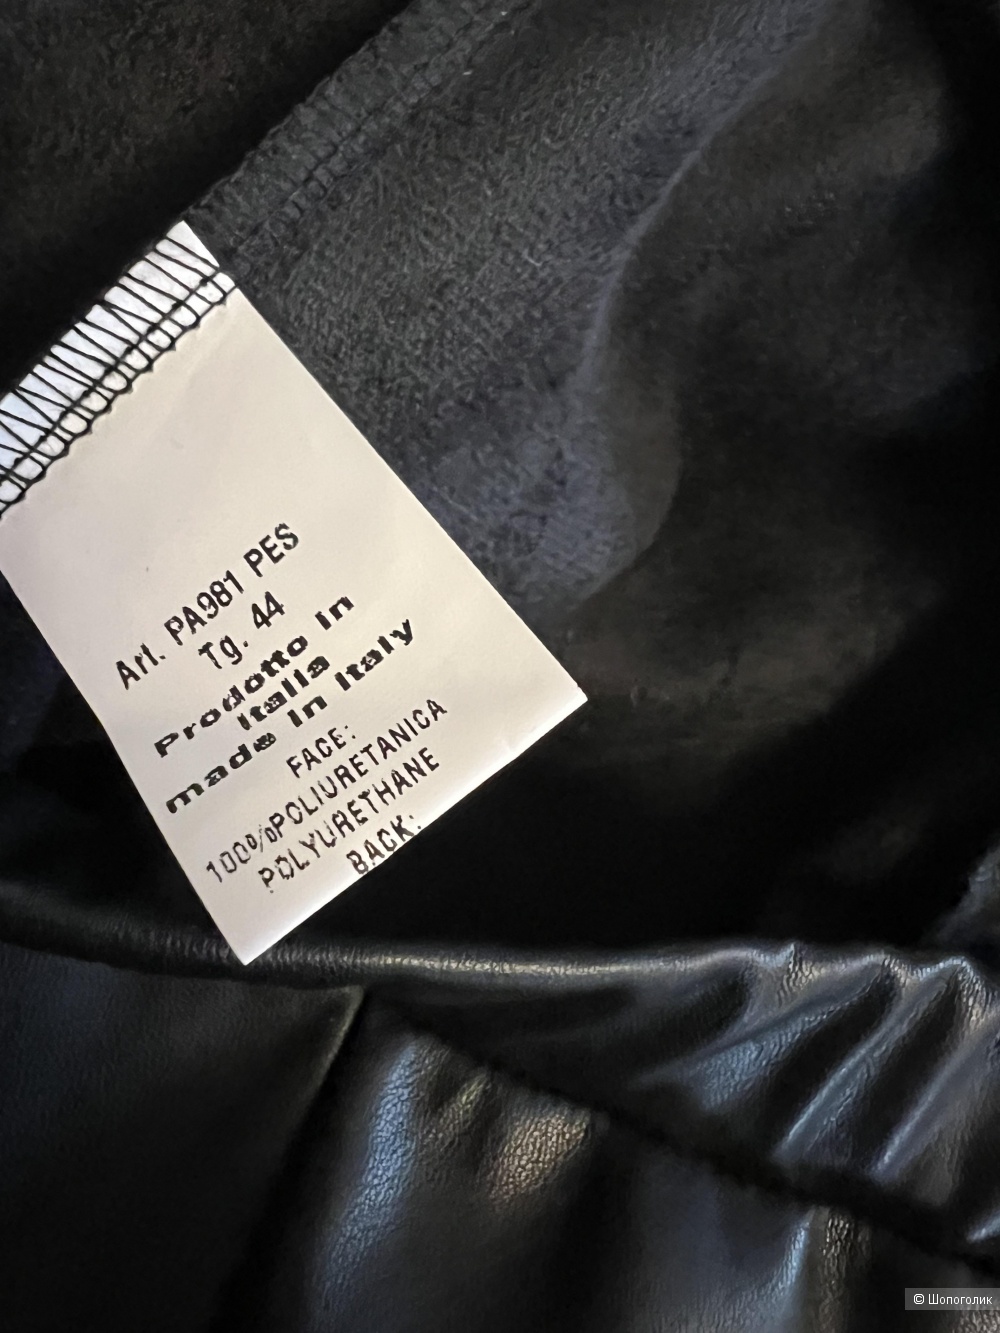 Art. PA981 PES
Tg. 44
Prodotto in
Italia
made in Italy
FACE:
100%POLIURETANICA
POLYURETHANE
BACK:
© Шопоголик